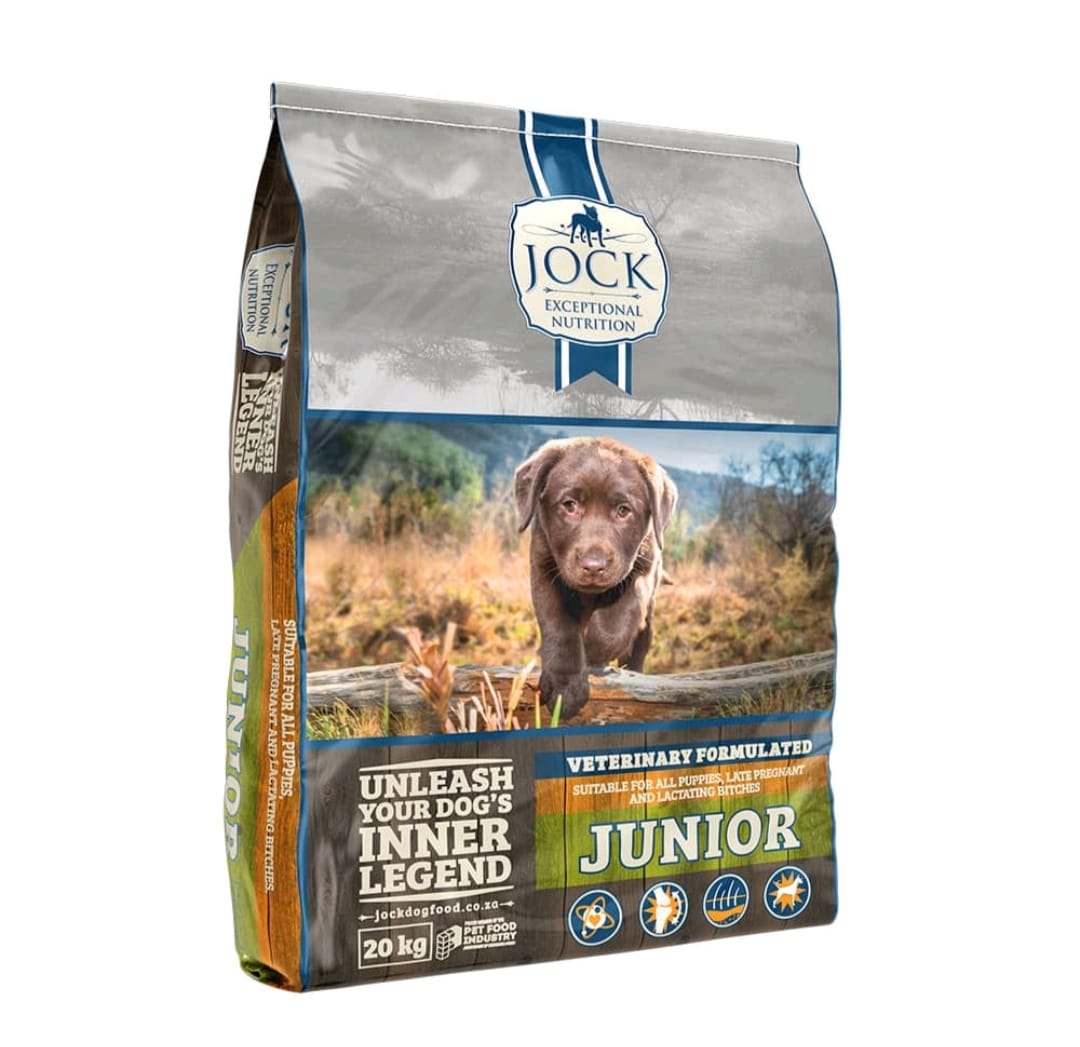 JOCK
EXCEPTIONAL
NUTRITION
UNLEASH
YOUR DOG'S
INNER
LEGEND
jockdogfood.co.za
20 kg
PET FOOD
INDUSTRY
VETERINARY FORMULATED
SUITABLE FOR ALL PUPPIES, LATE PREGNANT
AND LACTATING BITCHES
JUNIOR
EXCEPTIONAL
NUTRITION
UNLEASH
YOUR DOG'S
INNER
LEGEND
SUITABLE FOR ALL PUPPIES,
LATE PREGNANT AND LACTATING BITCHES.
JUNIOR